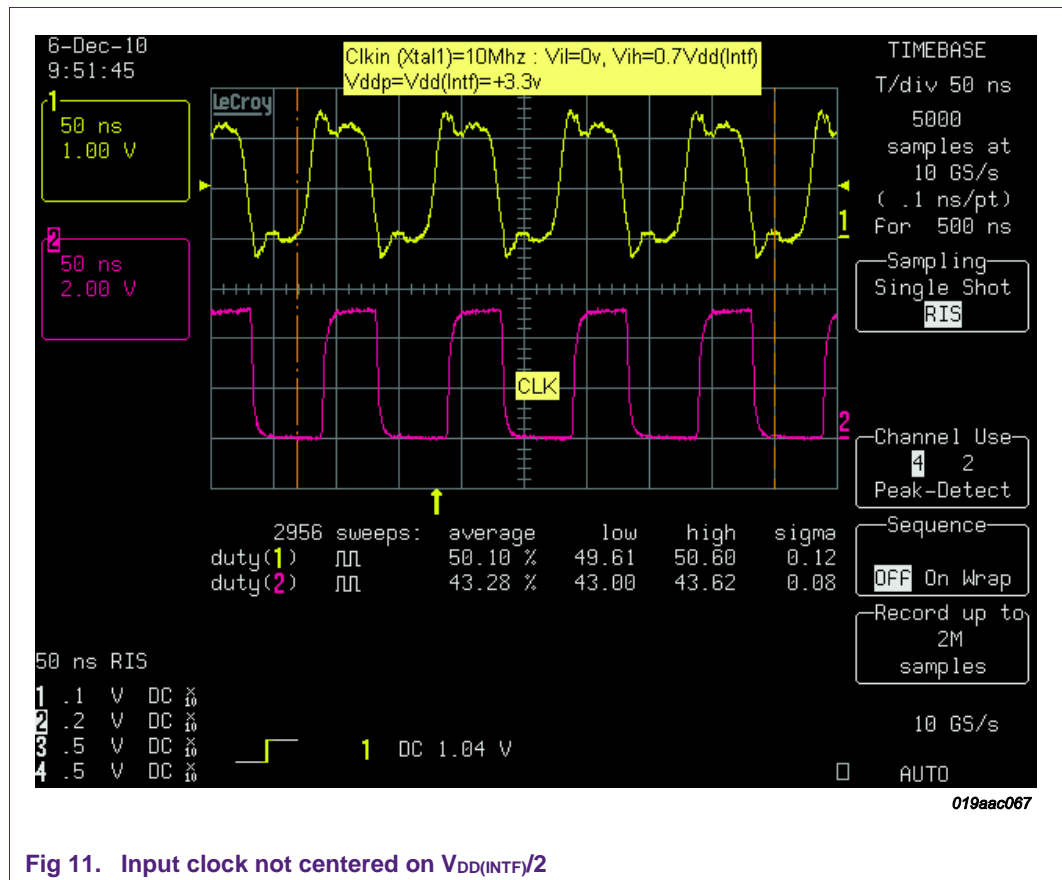 6-Dec-10
9:51:45
Clkin (Xtal1)=10Mhz : Vil=0v, Vih=0.7Vdd(Intf)
Vddp=Vdd(Intf)=+3.3v
TIMEBASE
T/div 50 ns
5000
samples at
10 GS/s
( .1 ns/pt)
For 500 ns
1
50 ns
1.00 V
LeCroy
1
2
50 ns
2.00 V
Sampling
Single Shot
RIS
CLK
2
Channel Use
4 2
Peak-Detect
2956 sweeps: average low high sigma
duty(1) 50.10 % 49.61 50.60 0.12
duty(2) 43.28 % 43.00 43.62 0.08
Sequence
OFF On Wrap
Record up to
2M
samples
50 ns RIS
1 .1 V DC X10
2 .2 V DC X10
3 .5 V DC X10
4 .5 V DC X10
1 DC 1.04 V
10 GS/s
AUTO
019aac067
Fig 11. Input clock not centered on VDD(INTF)/2